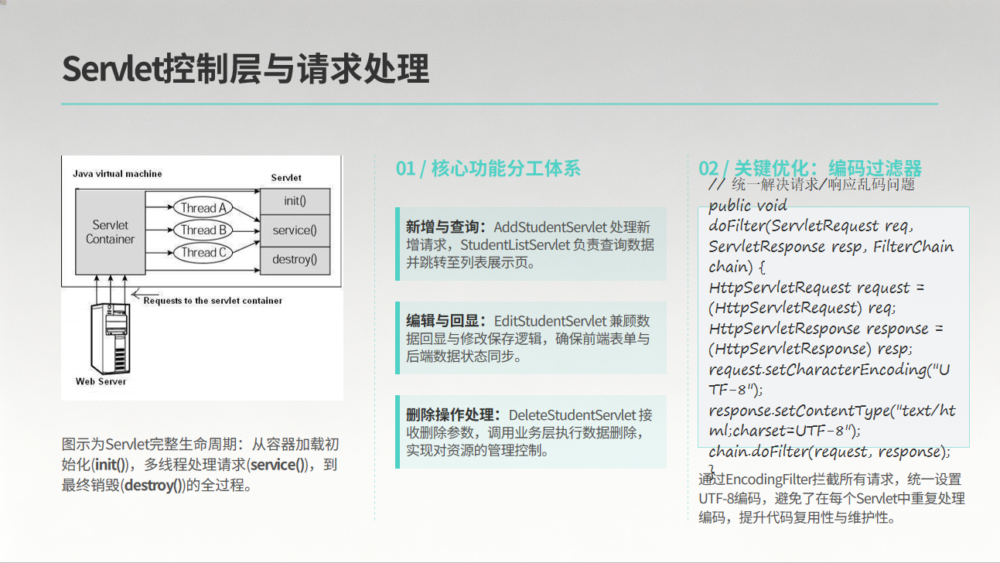 Servlet控制层与请求处理
Java virtual machine
Servlet
Servlet
Container
Thread A
Thread B
Thread C
init()
service()
destroy()
Requests to the servlet container
Web Server
图示为Servlet完整生命周期：从容器加载初
始化(init())，多线程处理请求(service())，到
最终销毁(destroy())的全过程。
01 / 核心功能分工体系
新增与查询：AddStudentServlet 处理新
增请求，StudentListServlet 负责查询数据
并跳转至列表展示页。
编辑与回显：EditStudentServlet 兼顾数
据回显与修改保存逻辑，确保前端表单与
后端数据状态同步。
删除操作处理：DeleteStudentServlet 接
收删除参数，调用业务层执行数据删除，
实现对资源的管理控制。
02 / 关键优化：编码过滤器
// 统一解决请求/响应乱码问题
public void
doFilter(ServletRequest req,
ServletResponse resp, FilterChain
chain) {
HttpServletRequest request =
(HttpServletRequest) req;
HttpServletResponse response =
(HttpServletResponse) resp;
request.setCharacterEncoding("U
TF-8");
response.setContentType("text/ht
ml;charset=UTF-8");
chain.doFilter(request, response);
}
通过EncodingFilter拦截所有请求，统一设置
UTF-8编码，避免了在每个Servlet中重复处理
编码，提升代码复用性与维护性。